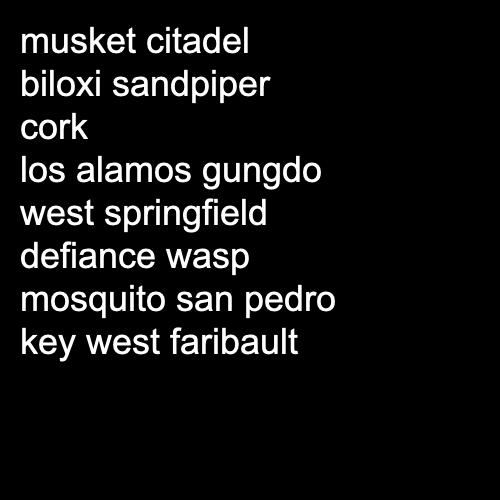 musket citadel
biloxi sandpiper
cork
los alamos gungdo
west springfield
defiance wasp
mosquito san pedro
key west faribault